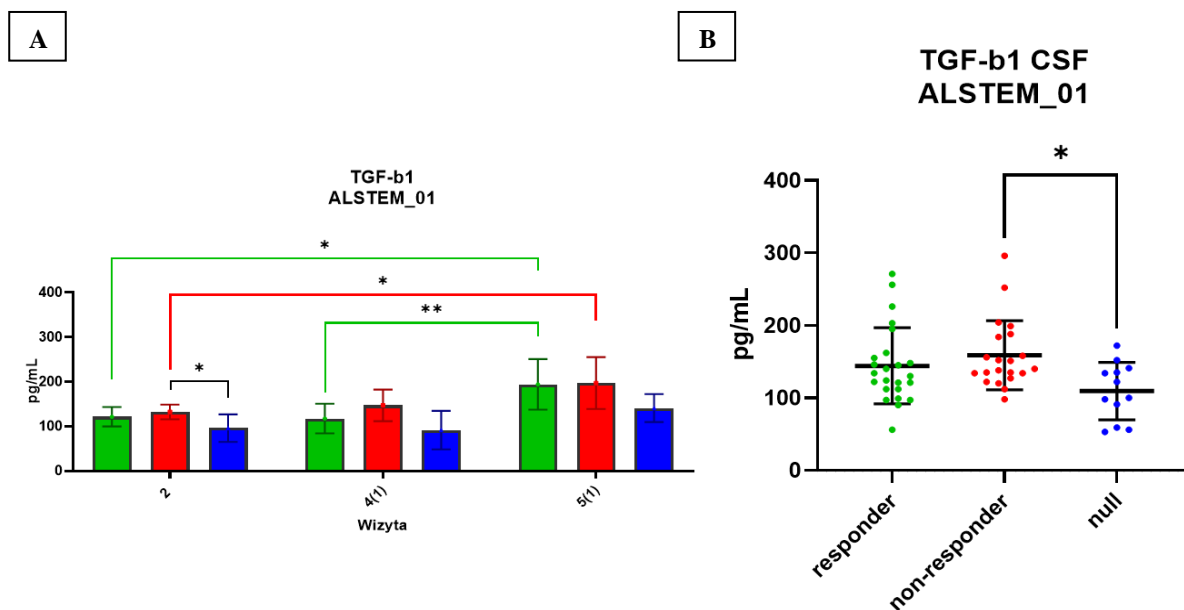 A
TGF-b1
ALSTEM_01
*
*
**
*
400
300
200
100
0
pg/mL
2
4(1)
5(1)
Wizyta
B
TGF-b1 CSF
ALSTEM_01
*
400
300
200
100
0
pg/mL
responder
non-responder
null